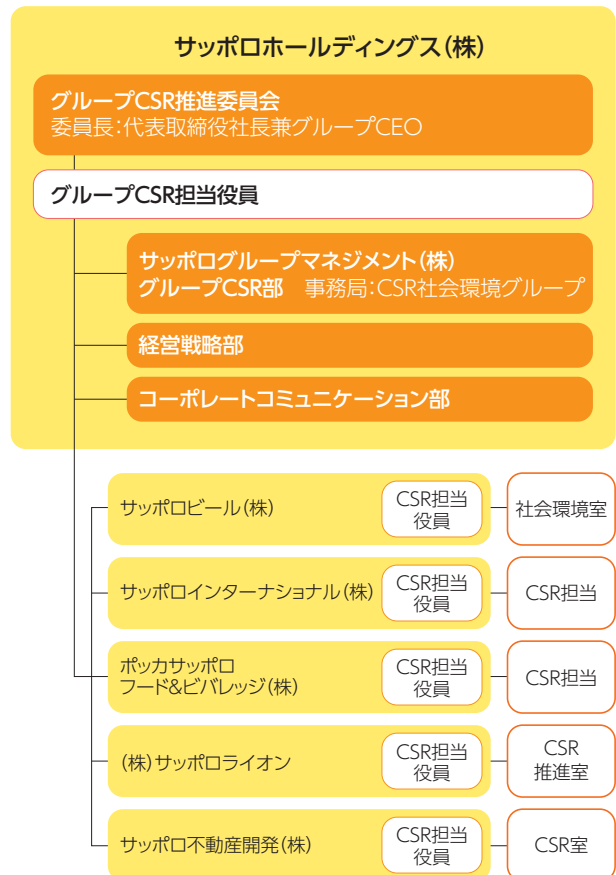 サッポロホールディングス(株)
グループCSR推進委員会
委員長:代表取締役社長兼グループCEO
グループCSR担当役員
サッポログループマネジメント(株)
グループCSR部 事務局:CSR社会環境グループ
経営戦略部
コーポレートコミュニケーション部
サッポロビール(株)
CSR担当
役員
社会環境室
サッポロインターナショナル(株)
CSR担当
役員
CSR担当
ポッカサッポロ
フード&ビバレッジ(株)
CSR担当
役員
CSR担当
(株)サッポロライオン
CSR担当
役員
CSR
推進室
サッポロ不動産開発(株)
CSR担当
役員
CSR室